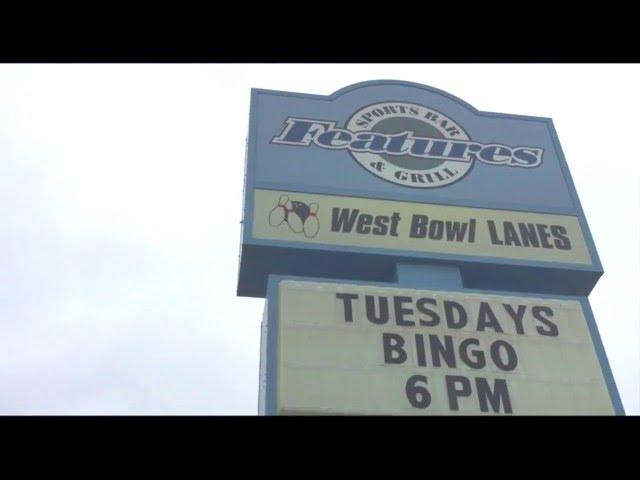 SPORTS BAR
Features
& GRILL
West Bowl LANES
TUESDAYS
BINGO
6 PM